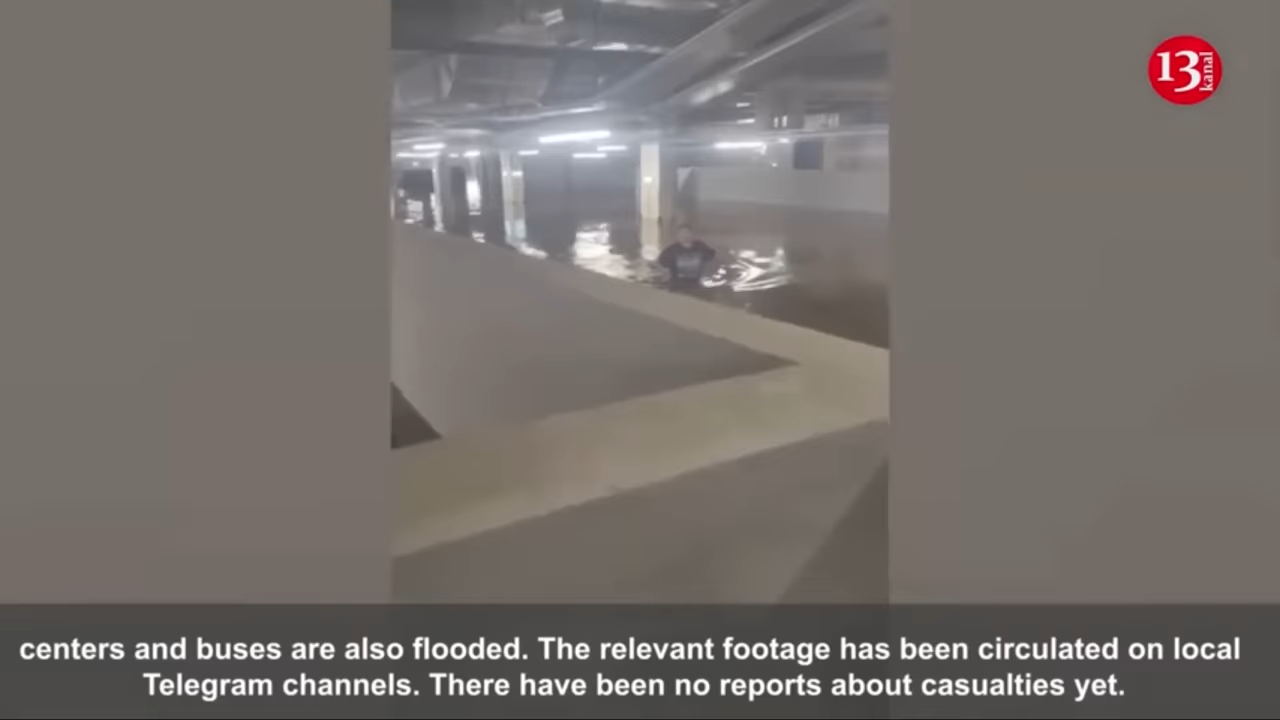 13
kanal
centers and buses are also flooded. The relevant footage has been circulated on local
Telegram channels. There have been no reports about casualties yet.